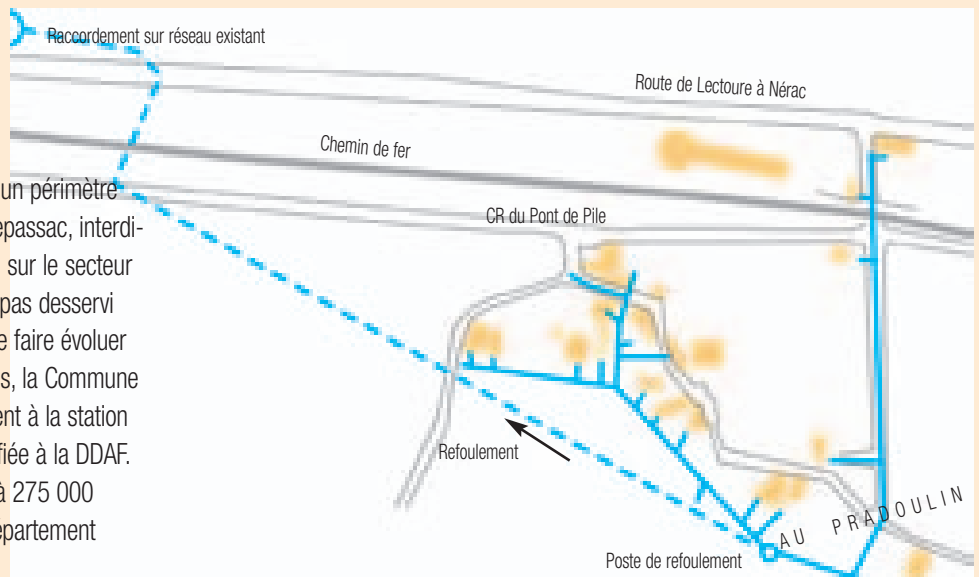 Raccordement sur réseau existant
Route de Lectoure à Nérac
Chemin de fer
CR du Pont de Pile
un périmètre
epassac, interdi-
sur le secteur
pas desservi
e faire évoluer
s, la Commune
ent à la station
fiée à la DDAF.
à 275 000
épartement
Refoulement
AU PRADOULIN
Poste de refoulement